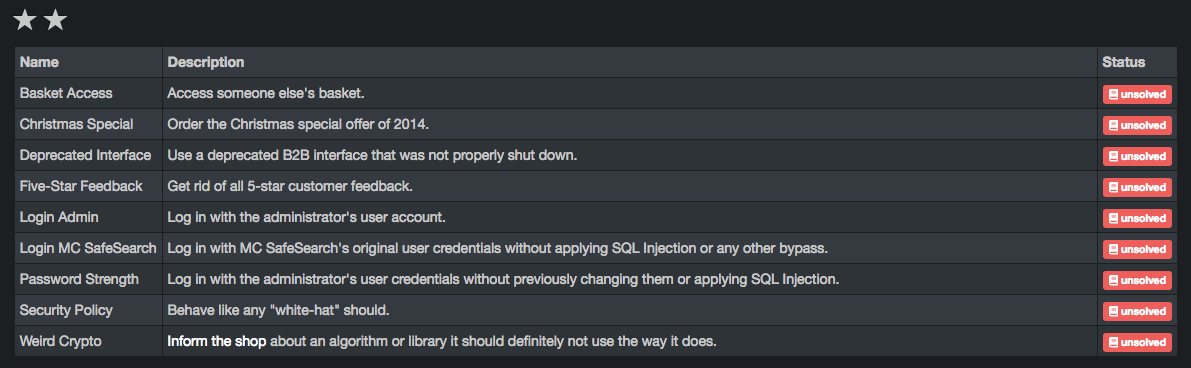 ★ ★
Name Description Status
Basket Access Access someone else's basket. unsolved
Christmas Special Order the Christmas special offer of 2014. unsolved
Deprecated Interface Use a deprecated B2B interface that was not properly shut down. unsolved
Five-Star Feedback Get rid of all 5-star customer feedback. unsolved
Login Admin Log in with the administrator's user account. unsolved
Login MC SafeSearch Log in with MC SafeSearch's original user credentials without applying SQL Injection or any other bypass. unsolved
Password Strength Log in with the administrator's user credentials without previously changing them or applying SQL Injection. unsolved
Security Policy Behave like any "white-hat" should. unsolved
Weird Crypto Inform the shop about an algorithm or library it should definitely not use the way it does. unsolved